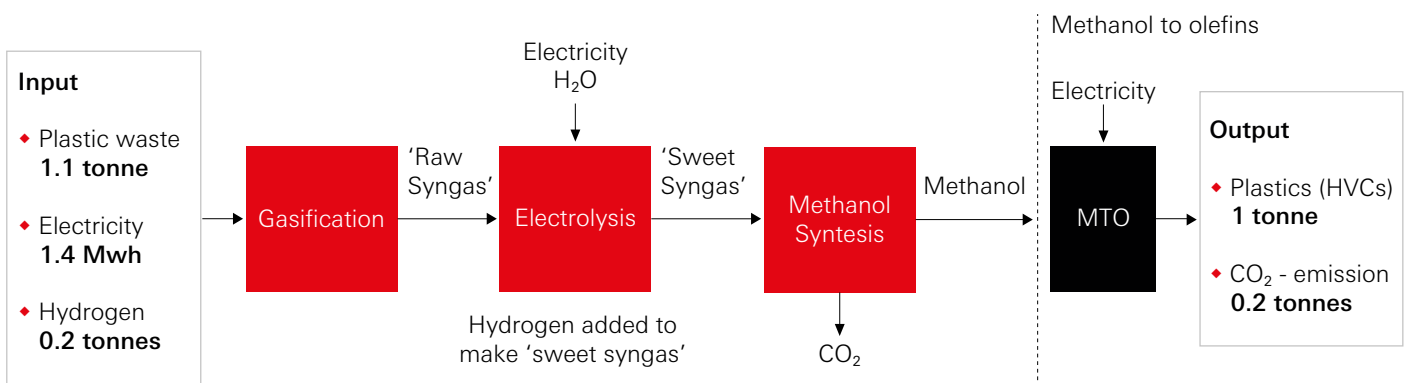 Methanol to olefins
Input
Plastic waste
1.1 tonne
Electricity
1.4 Mwh
Hydrogen
0.2 tonnes
Gasification
‘Raw
Syngas’
Electricity
H₂O
Electrolysis
Hydrogen added to
make ‘sweet syngas’
‘Sweet
Syngas’
Methanol
Syntesis
CO₂
Methanol
Electricity
MTO
Output
Plastics (HVCs)
1 tonne
CO₂ - emission
0.2 tonnes